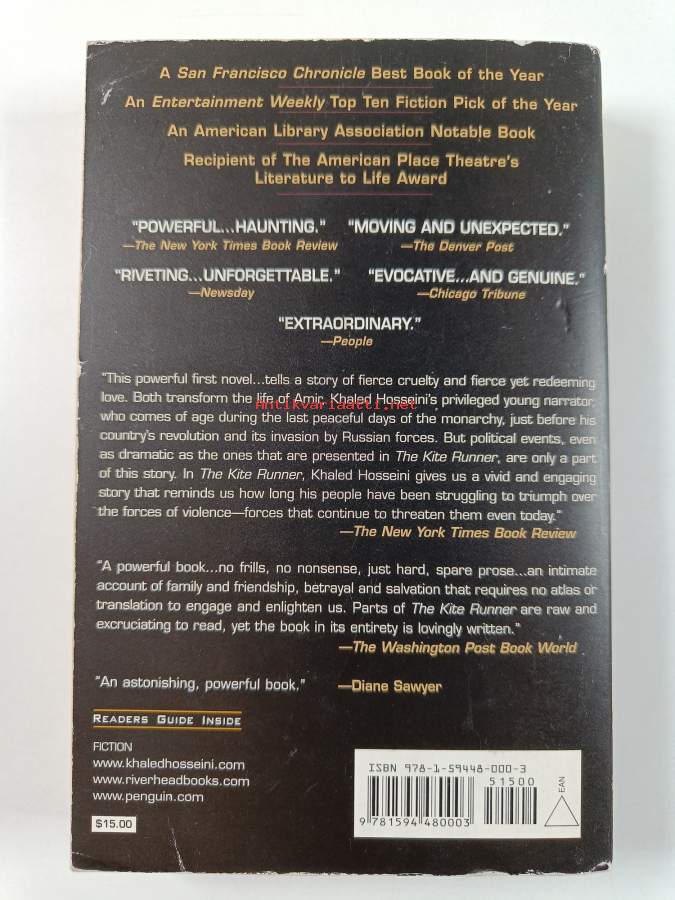 A San Francisco Chronicle Best Book of the Year
An Entertainment Weekly Top Ten Fiction Pick of the Year
An American Library Association Notable Book
Recipient of The American Place Theatre's
Literature to Life Award
"POWERFUL...HAUNTING."
—The New York Times Book Review
"MOVING AND UNEXPECTED."
—The Denver Post
"RIVETING...UNFORGETTABLE."
—Newsday
"EVOCATIVE...AND GENUINE."
—Chicago Tribune
"EXTRAORDINARY."
—People
"This powerful first novel...tells a story of fierce cruelty and fierce yet redeeming
love. Both transform the life of Amir, Khaled Hosseini's privileged young narrator,
Antikvariaatti.net
who comes of age during the last peaceful days of the monarchy, just before his
country's revolution and its invasion by Russian forces. But political events, even
as dramatic as the ones that are presented in The Kite Runner, are only a part
of this story. In The Kite Runner, Khaled Hosseini gives us a vivid and engaging
story that reminds us how long his people have been struggling to triumph over
the forces of violence—forces that continue to threaten them even today."
—The New York Times Book Review
"A powerful book...no frills, no nonsense, just hard, spare prose...an intimate
account of family and friendship, betrayal and salvation that requires no atlas or
translation to engage and enlighten us. Parts of The Kite Runner are raw and
excruciating to read, yet the book in its entirety is lovingly written."
—The Washington Post Book World
"An astonishing, powerful book." —Diane Sawyer
READERS GUIDE INSIDE
FICTION
www.khaledhosseini.com
www.riverheadbooks.com
www.penguin.com
$15.00
ISBN 978-1-59448-000-3
51500
9 781594 480003
EAN